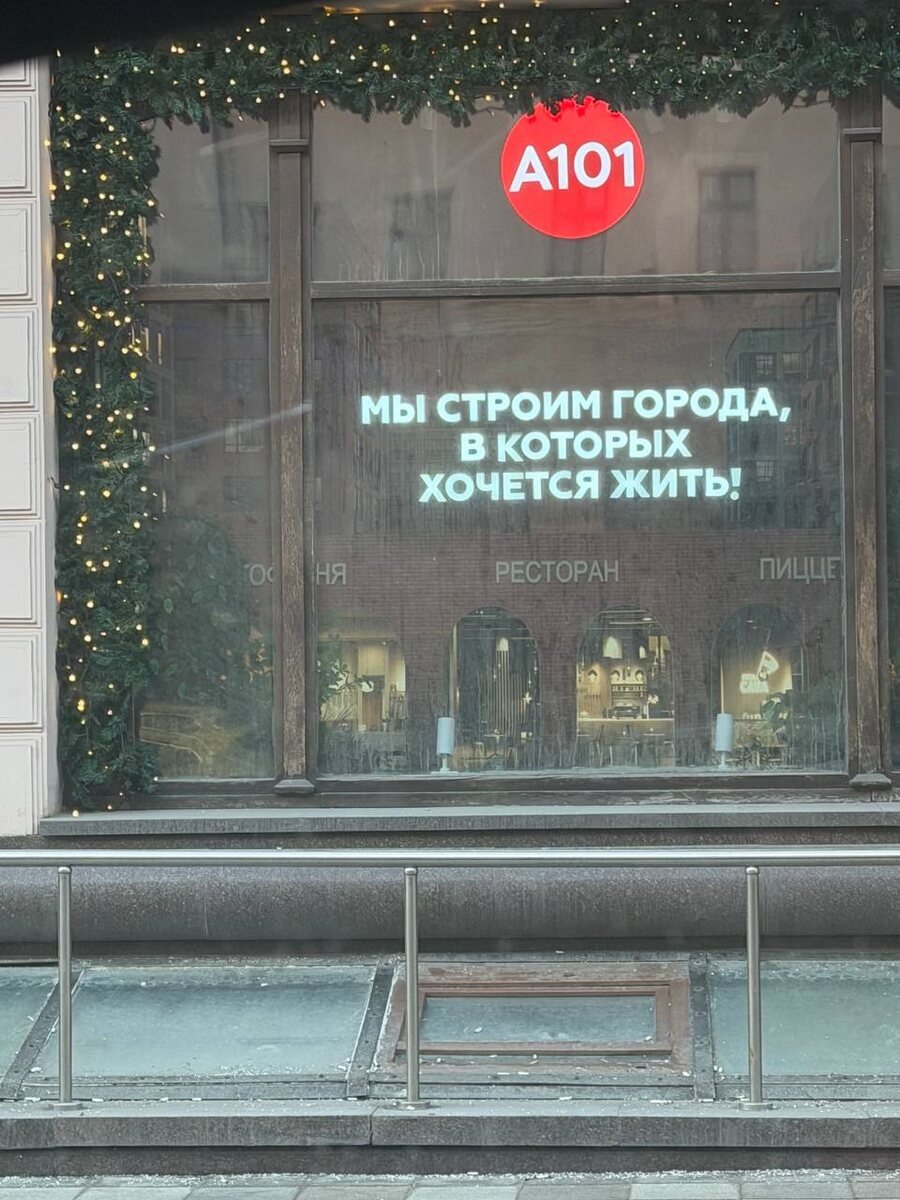 А101
МЫ СТРОИМ ГОРОДА,
В КОТОРЫХ
ХОЧЕТСЯ ЖИТЬ!
РЕСТОРАН